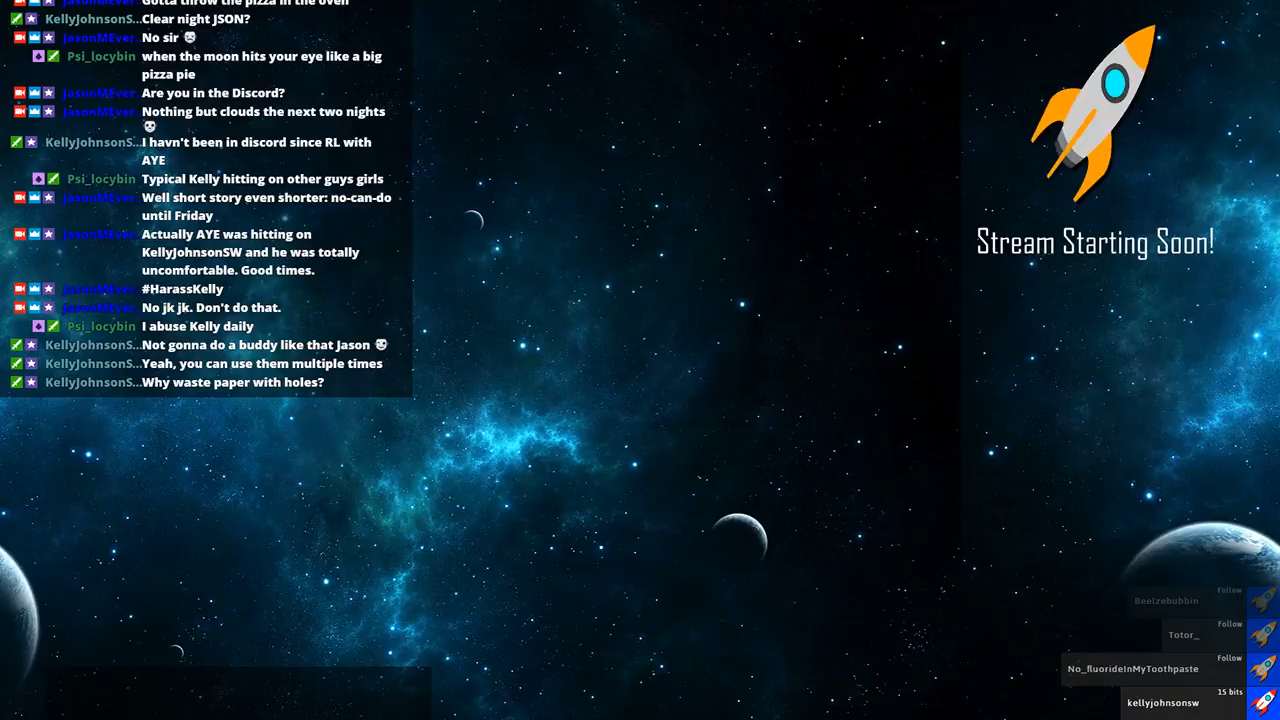 JasonMEver... Gotta throw the pizza in the oven
KellyJohnsonS... Clear night JSON?
JasonMEver... No sir
Psi_locybin when the moon hits your eye like a big
pizza pie
JasonMEver... Are you in the Discord?
JasonMEver... Nothing but clouds the next two nights
KellyJohnsonS... I havn't been in discord since RL with
AYE
Psi_locybin Typical Kelly hitting on other guys girls
JasonMEver... Well short story even shorter: no-can-do
until Friday
JasonMEver... Actually AYE was hitting on
KellyJohnsonSW and he was totally
uncomfortable. Good times.
JasonMEver... #HarassKelly
JasonMEver... No jk jk. Don't do that.
Psi_locybin I abuse Kelly daily
KellyJohnsonS... Not gonna do a buddy like that Jason
KellyJohnsonS... Yeah, you can use them multiple times
KellyJohnsonS... Why waste paper with holes?
Stream Starting Soon!
Follow
Beelzebubbin
Follow
Totor_
Follow
No_fluorideInMyToothpaste
15 bits
kellyjohnsonsw